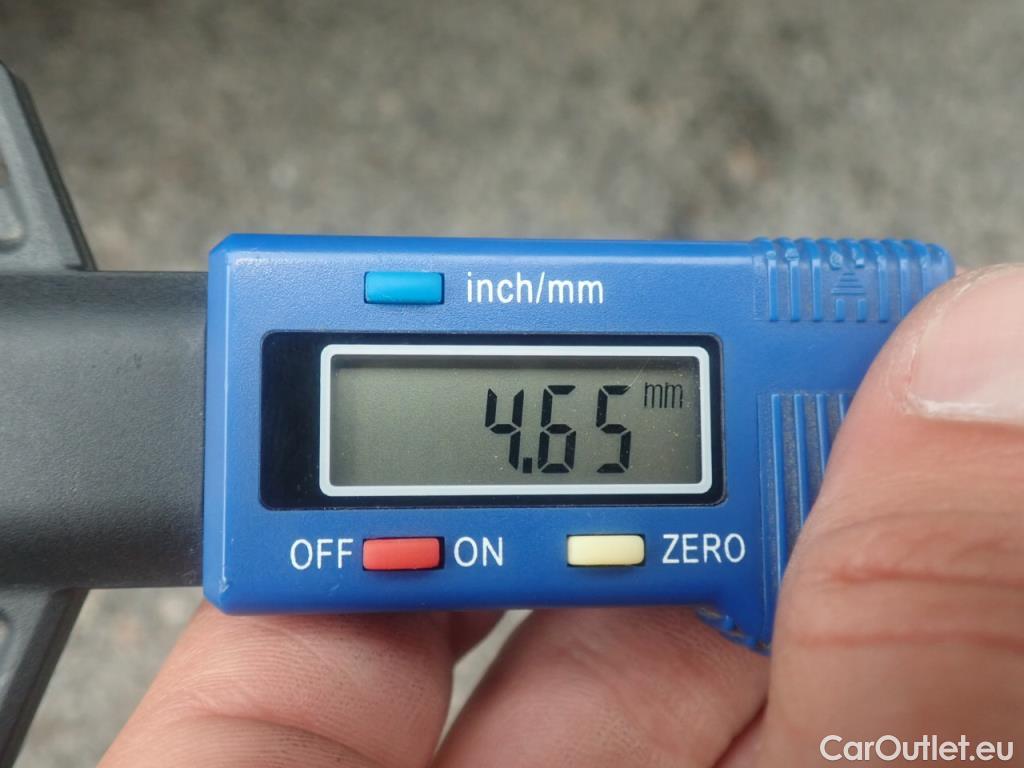 inch/mm
4.65 mm
OFF ON ZERO
CarOutlet.eu